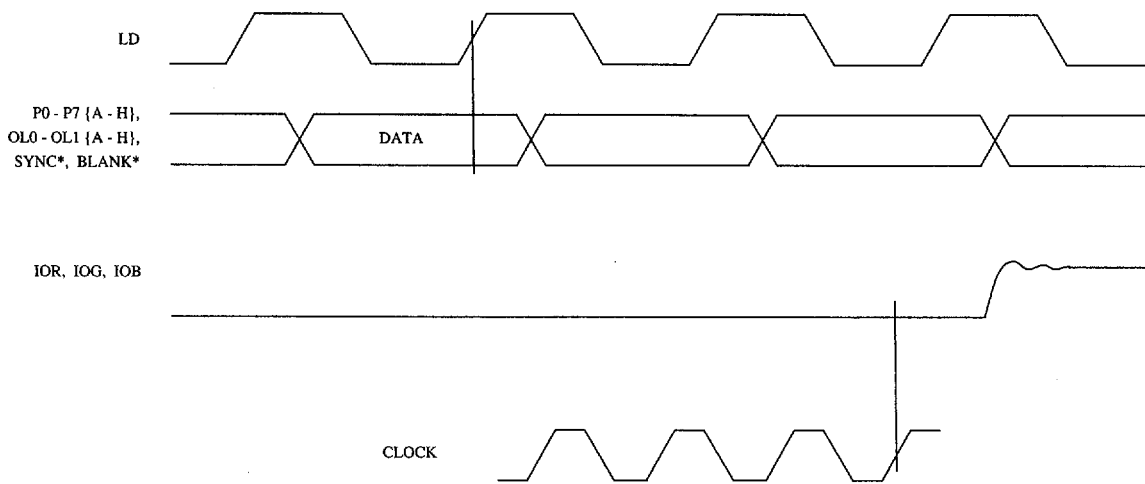 LD
P0 - P7 {A - H},
OL0 - OL1 {A - H},
SYNC*, BLANK*
DATA
IOR, IOG, IOB
CLOCK